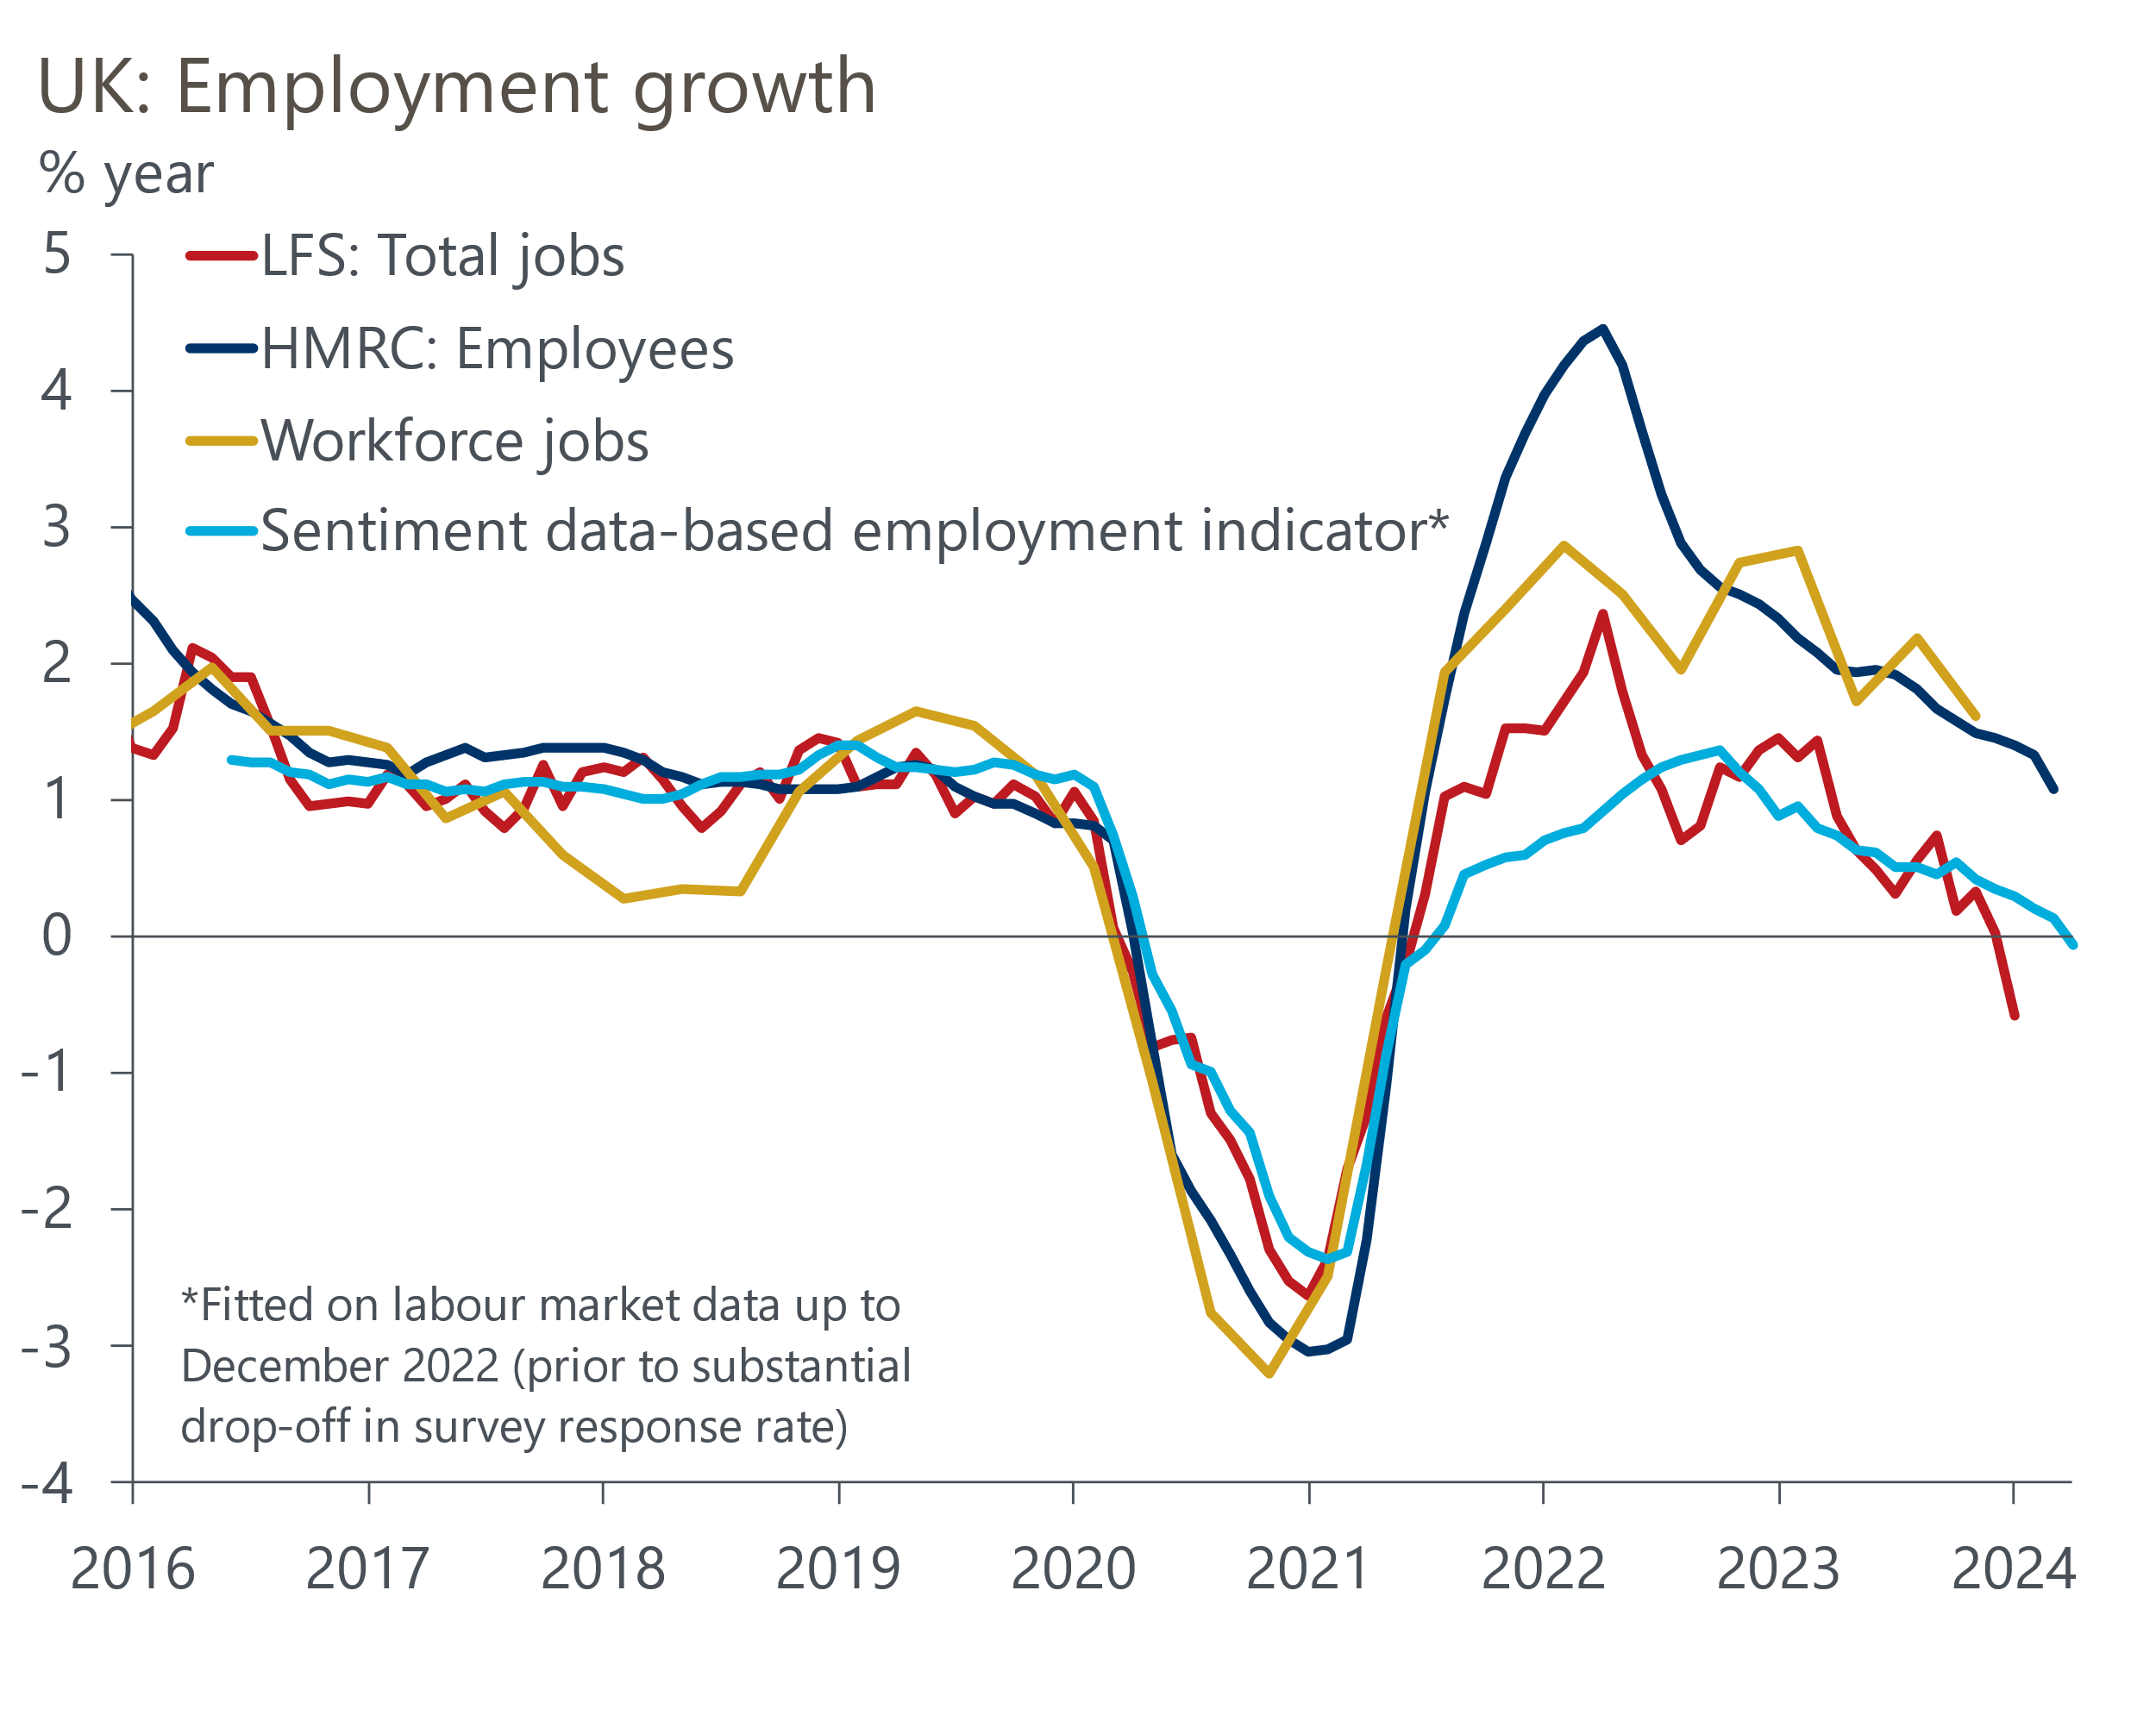 UK: Employment growth
% year
5
LFS: Total jobs
HMRC: Employees
4
Workforce jobs
3
Sentiment data-based employment indicator*
2
1
0
-1
-2
*Fitted on labour market data up to
December 2022 (prior to substantial
drop-off in survey response rate)
-3
-4
2016 2017 2018 2019 2020 2021 2022 2023 2024